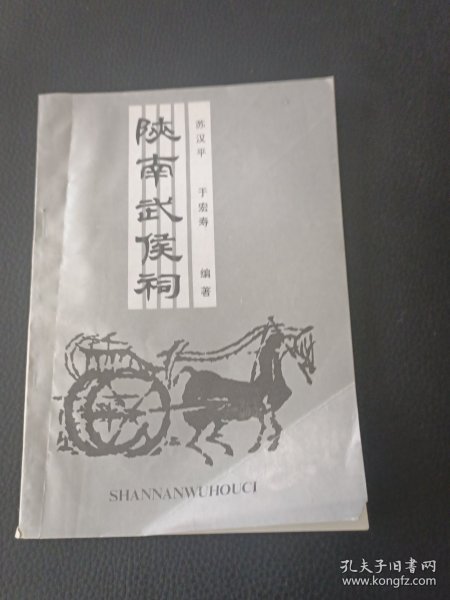 陕南武侯祠
苏汉平 于宏寿 编著
SHANNANWUHOUCI
孔夫子旧书网
www.kongfz.com